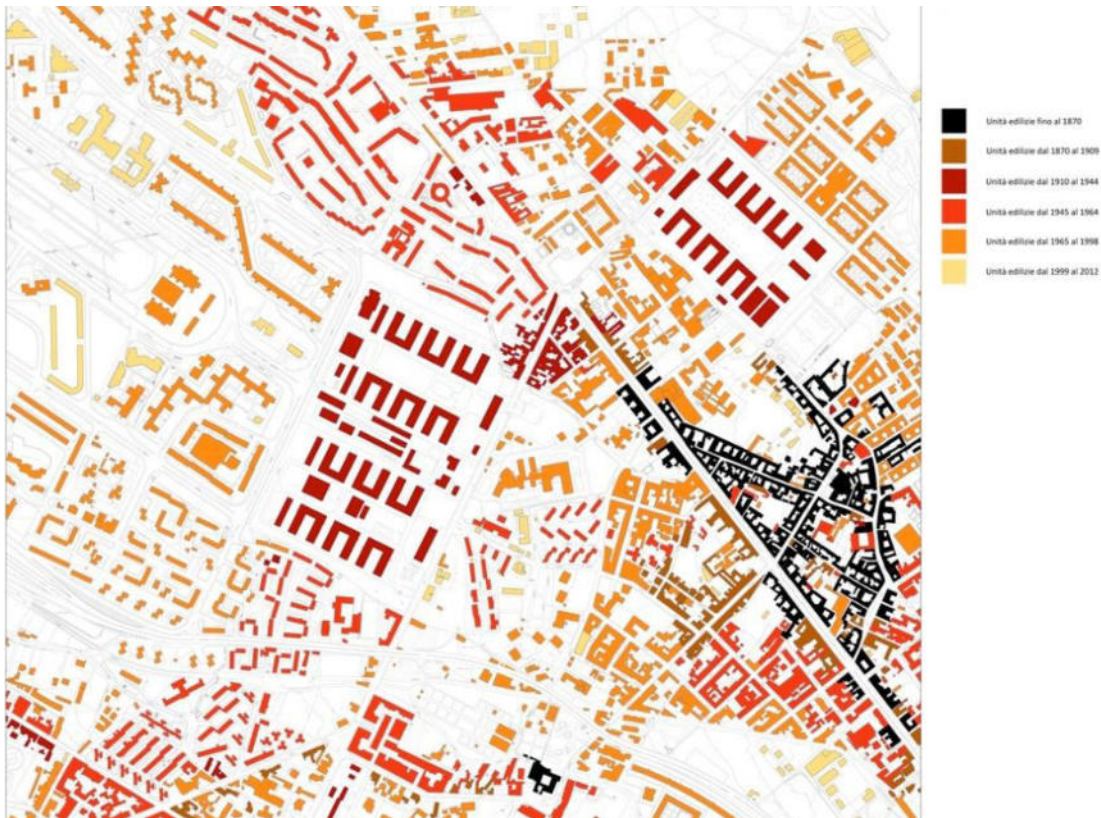 Unità edilizie fino al 1870
Unità edilizie dal 1870 al 1909
Unità edilizie dal 1910 al 1944
Unità edilizie dal 1945 al 1964
Unità edilizie dal 1965 al 1998
Unità edilizie dal 1999 al 2012